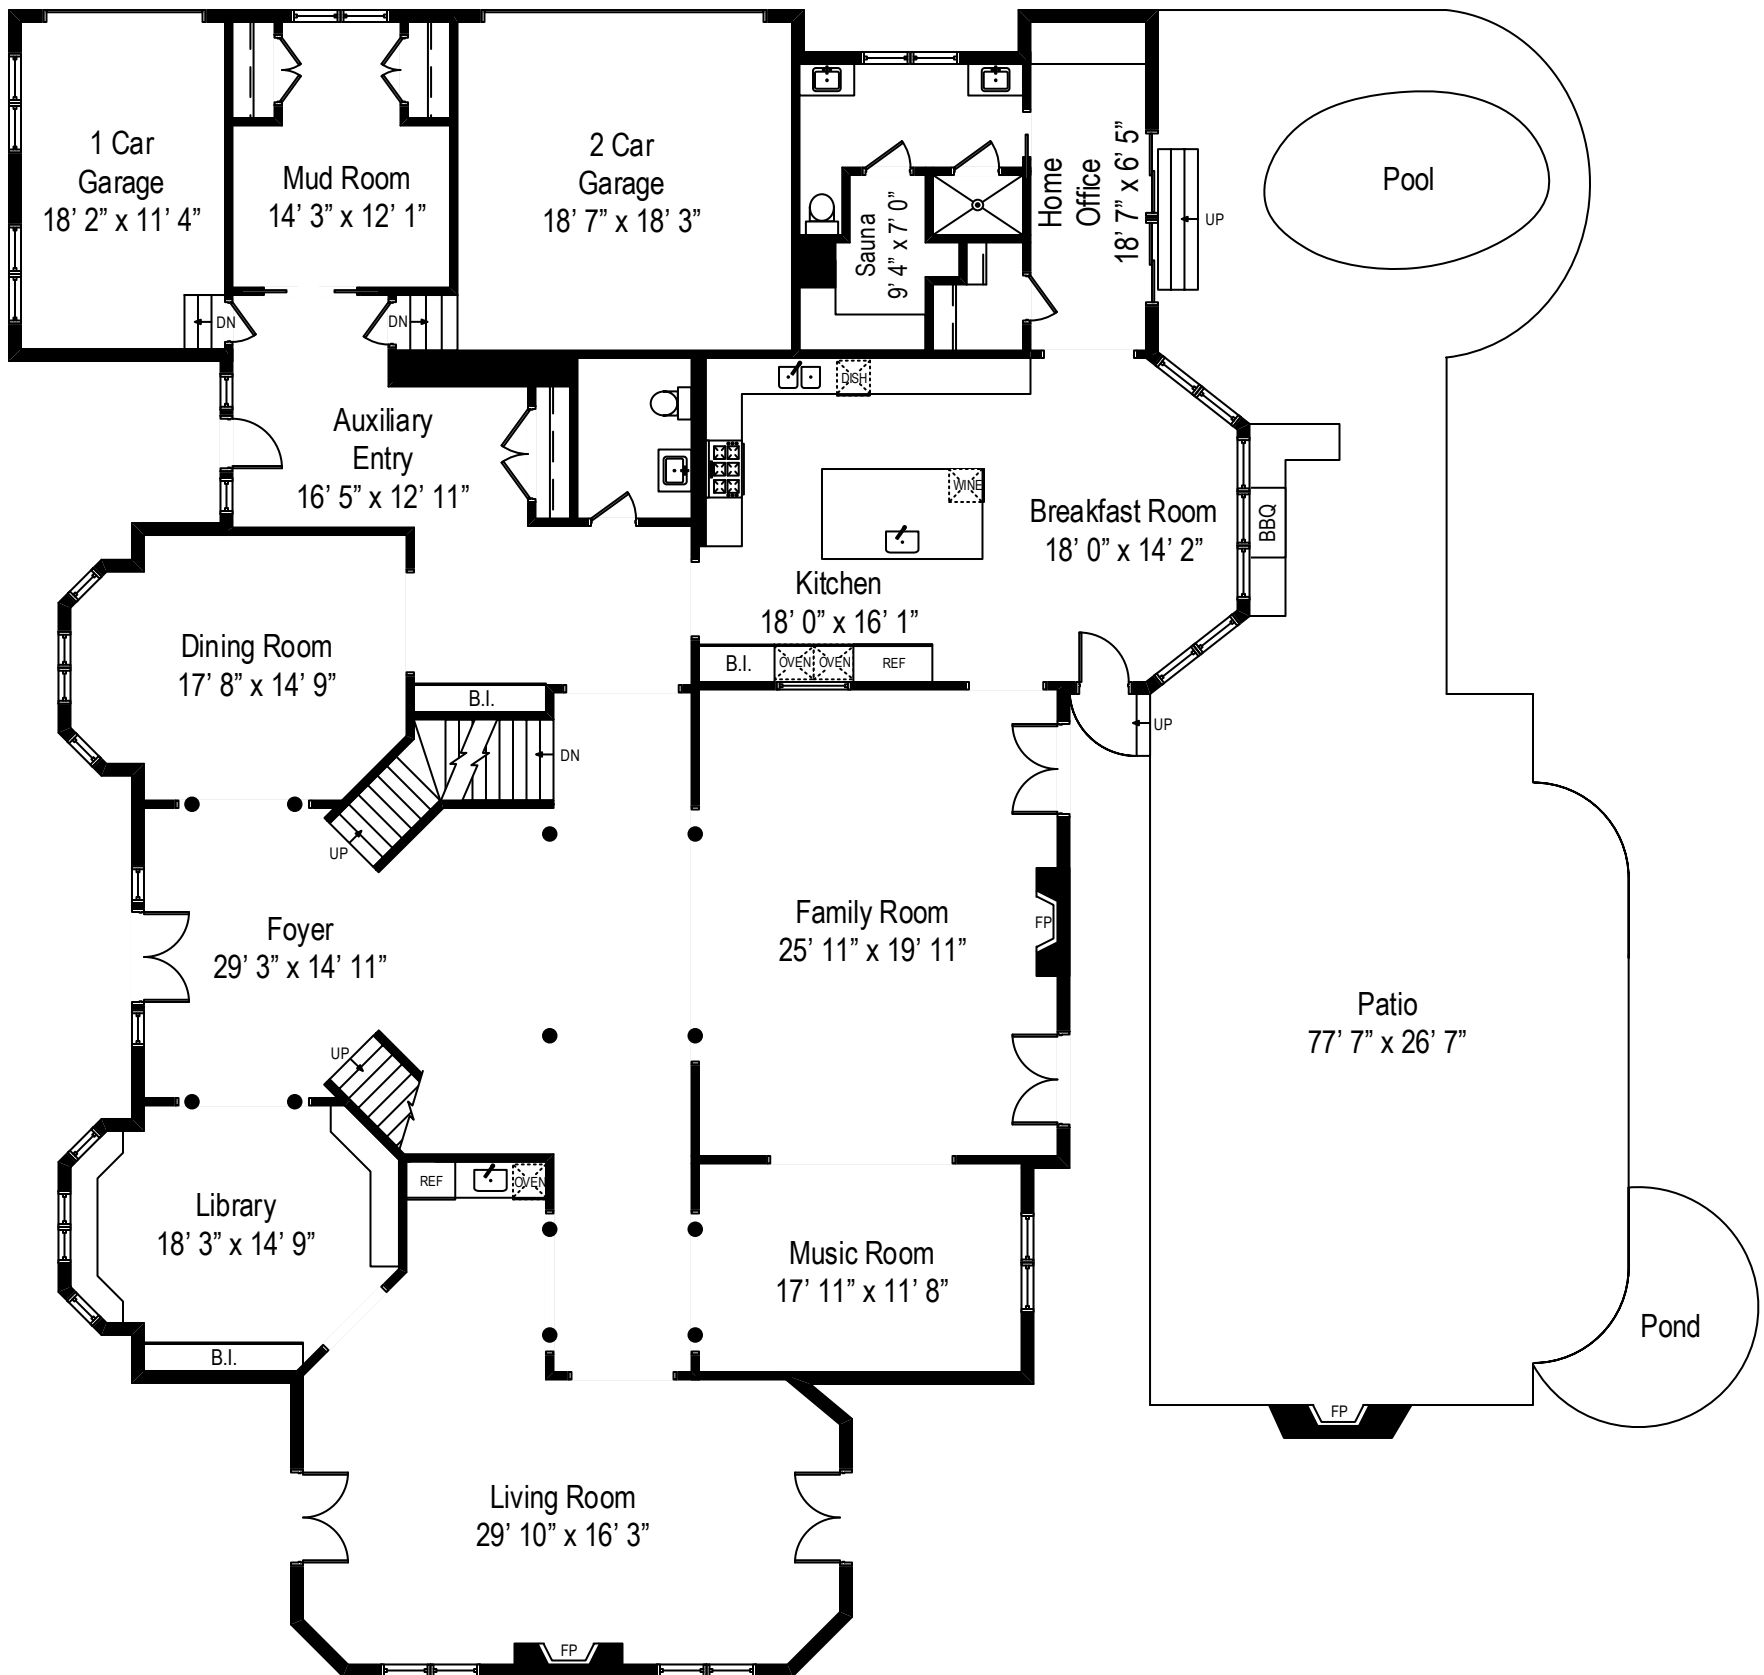 1 Car
Garage
18’ 2” x 11’ 4”
Mud Room
14’ 3” x 12’ 1”
2 Car
Garage
18’ 7” x 18’ 3”
Sauna
9’ 4” x 7’ 0”
Home
Office
18’ 7” x 6’ 5”
UP
Pool
DN
DN
Auxiliary
Entry
16’ 5” x 12’ 11”
DISH
WINE
Breakfast Room
18’ 0” x 14’ 2”
BBQ
Kitchen
18’ 0” x 16’ 1”
B.I.
OVEN
OVEN
REF
Dining Room
17’ 8” x 14’ 9”
B.I.
DN
UP
UP
Foyer
29’ 3” x 14’ 11”
Family Room
25’ 11” x 19’ 11”
FP
Patio
77’ 7” x 26’ 7”
UP
REF
OVEN
Library
18’ 3” x 14’ 9”
Music Room
17’ 11” x 11’ 8”
B.I.
Pond
FP
Living Room
29’ 10” x 16’ 3”
FP